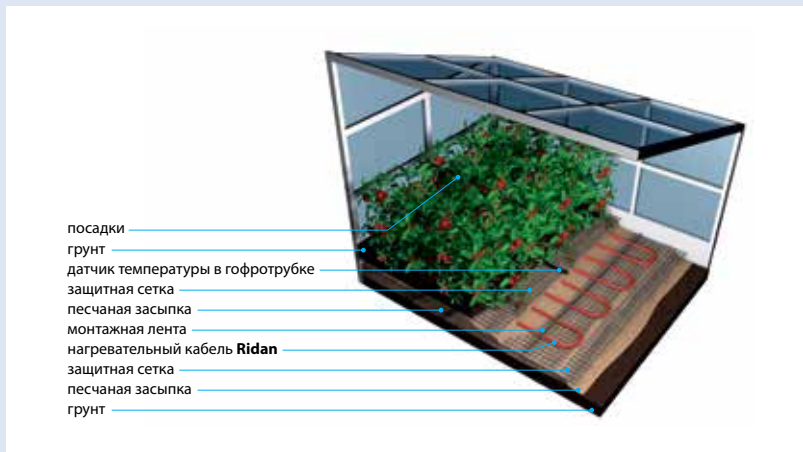 посадки
грунт
датчик температуры в гофротрубке
защитная сетка
песчаная засыпка
монтажная лента
нагревательный кабель Ridan
защитная сетка
песчаная засыпка
грунт